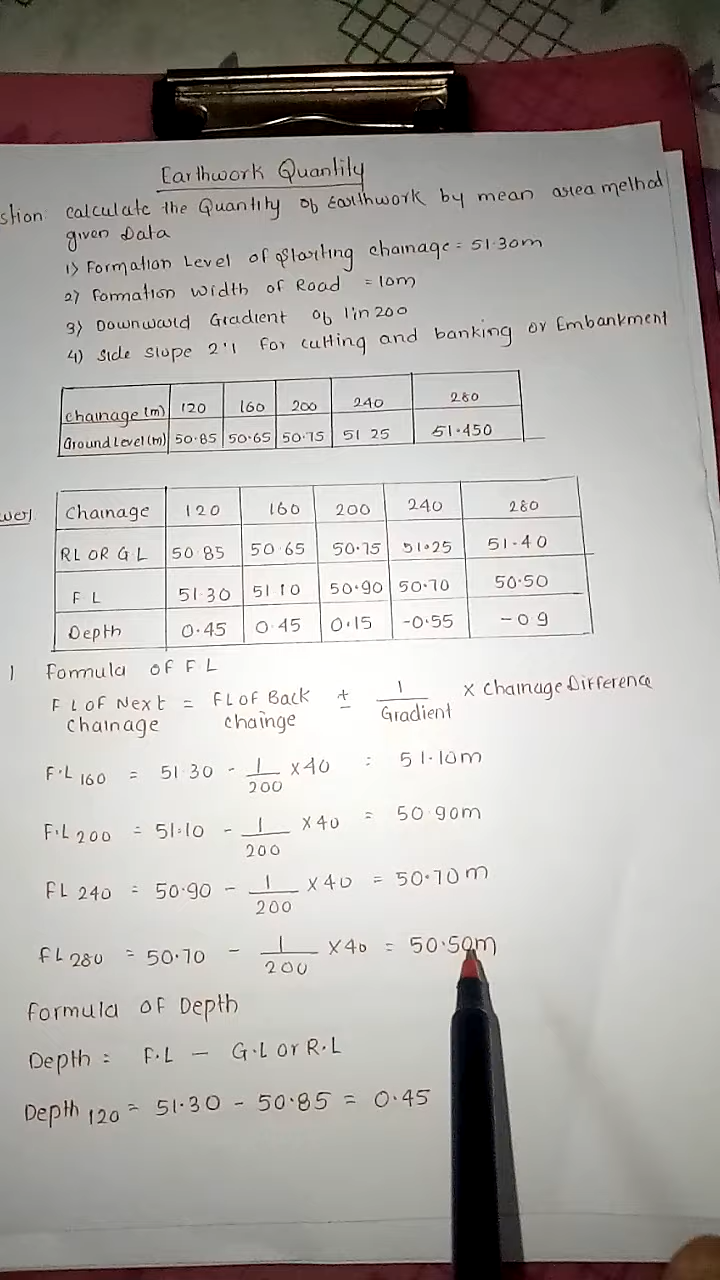 Earthwork Quantity
stion calculate the Quantity of Earthwork by mean area method
given Data
1) Formation Level of Starting chainage = 51.30m
2) Formation width of Road = 10m
3) Downward Gradient of 1in 200
4) Side Slope 2:1 For cutting and banking or Embankment
Chainage (m) 120 160 200 240 280
Ground Level (m) 50.85 50.65 50.75 51 25 51.450
wer] Chainage 120 160 200 240 280
RL OR G L 50 85 50 65 50.75 51.25 51.40
F L 51.30 51 10 50.90 50.70 50.50
Depth 0.45 0.45 0.15 -0.55 -0 9
1 Formula OF F L
F L OF Next = FL OF Back ± 1/Gradient x Chainage Difference
Chainage chainge
F.L 160 = 51 30 - 1/200 x 40 : 51.10m
F.L 200 = 51.10 - 1/200 x 40 = 50 90m
FL 240 = 50.90 - 1/200 x 40 = 50.70m
FL 280 = 50.70 - 1/200 x 40 = 50.50m
Formula OF Depth
Depth = F.L - G.L or R.L
Depth 120 = 51.30 - 50.85 = 0.45